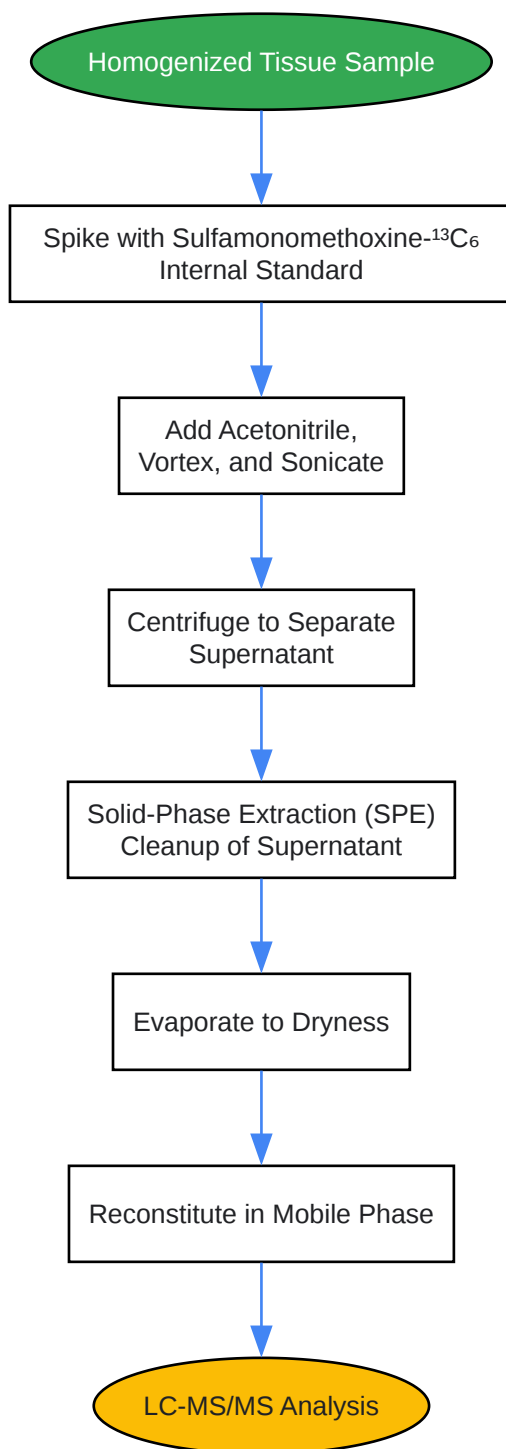 Homogenized Tissue Sample
Spike with Sulfamonomethoxine-¹³C₆
Internal Standard
Add Acetonitrile,
Vortex, and Sonicate
Centrifuge to Separate
Supernatant
Solid-Phase Extraction (SPE)
Cleanup of Supernatant
Evaporate to Dryness
Reconstitute in Mobile Phase
LC-MS/MS Analysis